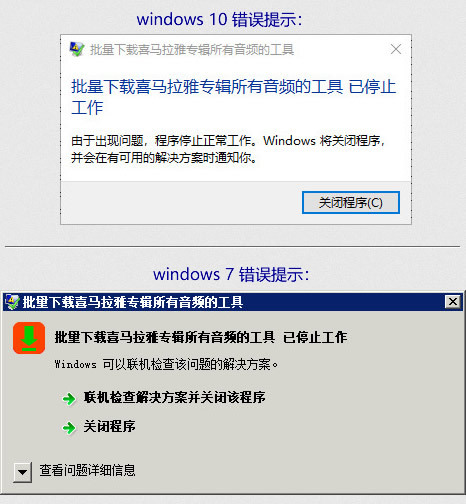 windows 10 错误提示：
批量下载喜马拉雅专辑所有音频的工具
批量下载喜马拉雅专辑所有音频的工具 已停止
工作
由于出现问题，程序停止正常工作。Windows 将关闭程序，
并会在有可用的解决方案时通知你。
关闭程序(C)
windows 7 错误提示：
批量下载喜马拉雅专辑所有音频的工具
批量下载喜马拉雅专辑所有音频的工具 已停止工作
Windows 可以联机检查该问题的解决方案。
联机检查解决方案并关闭该程序
关闭程序
查看问题详细信息